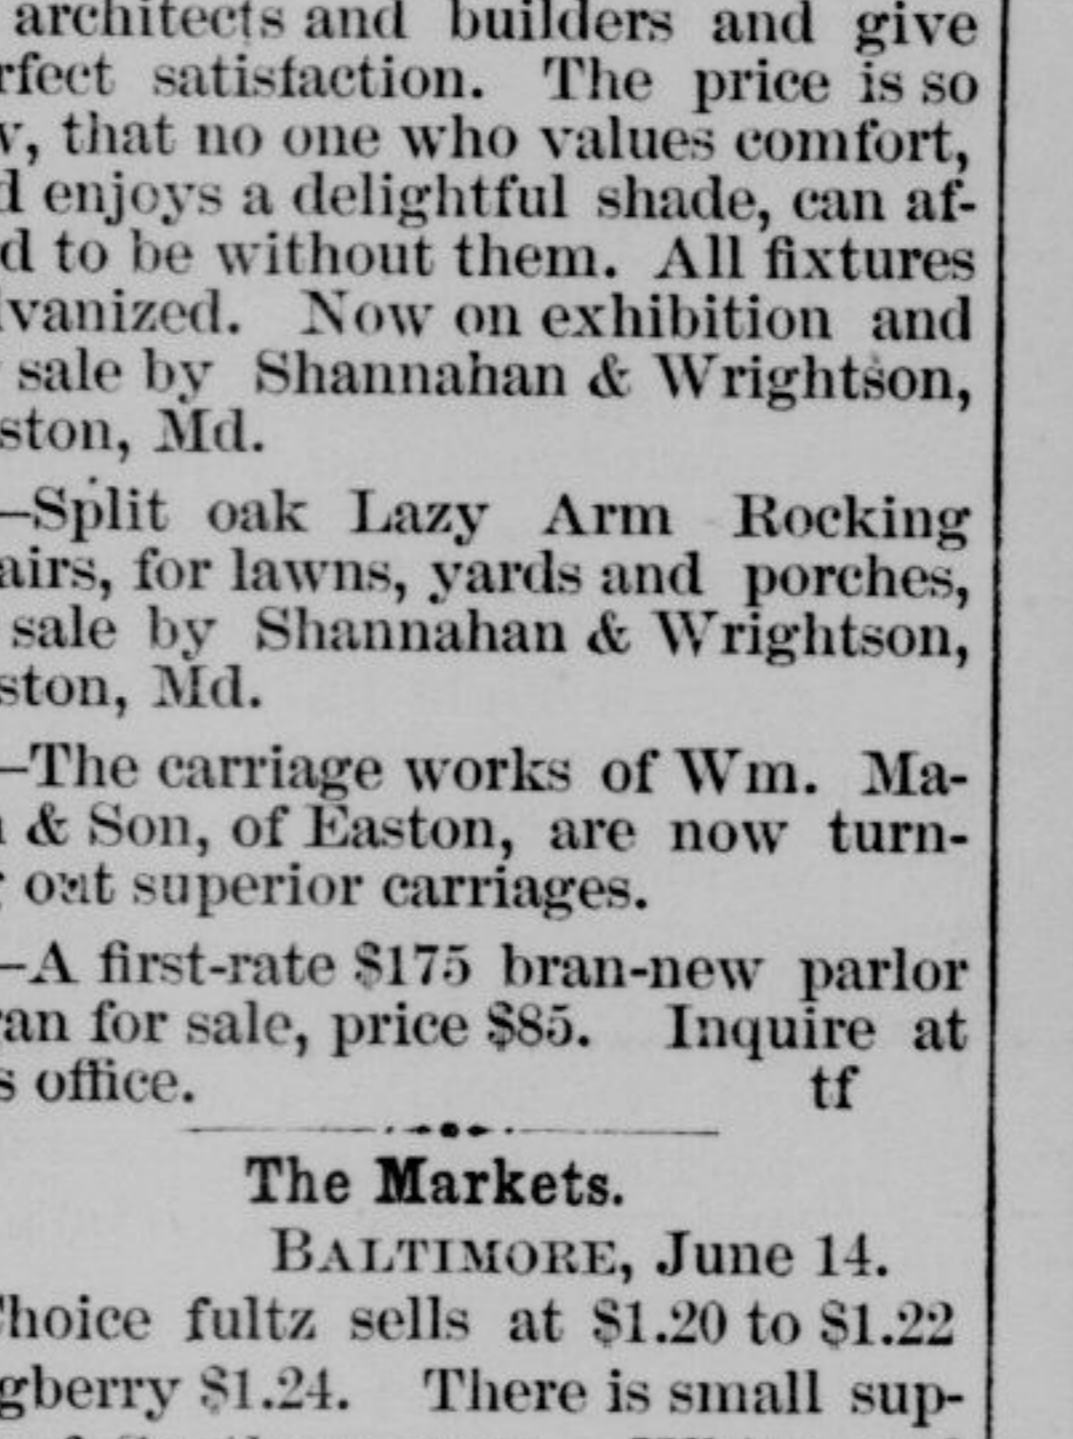 architects and builders and give
rfect satisfaction. The price is so
v, that no one who values comfort,
d enjoys a delightful shade, can af-
d to be without them. All fixtures
lvanized. Now on exhibition and
sale by Shannahan & Wrightson,
ston, Md.
—Split oak Lazy Arm Rocking
airs, for lawns, yards and porches,
sale by Shannahan & Wrightson,
ston, Md.
—The carriage works of Wm. Ma-
& Son, of Easton, are now turn-
out superior carriages.
—A first-rate $175 bran-new parlor
an for sale, price $85. Inquire at
s office. tf
The Markets.
BALTIMORE, June 14.
Choice fultz sells at $1.20 to $1.22
gberry $1.24. There is small sup-